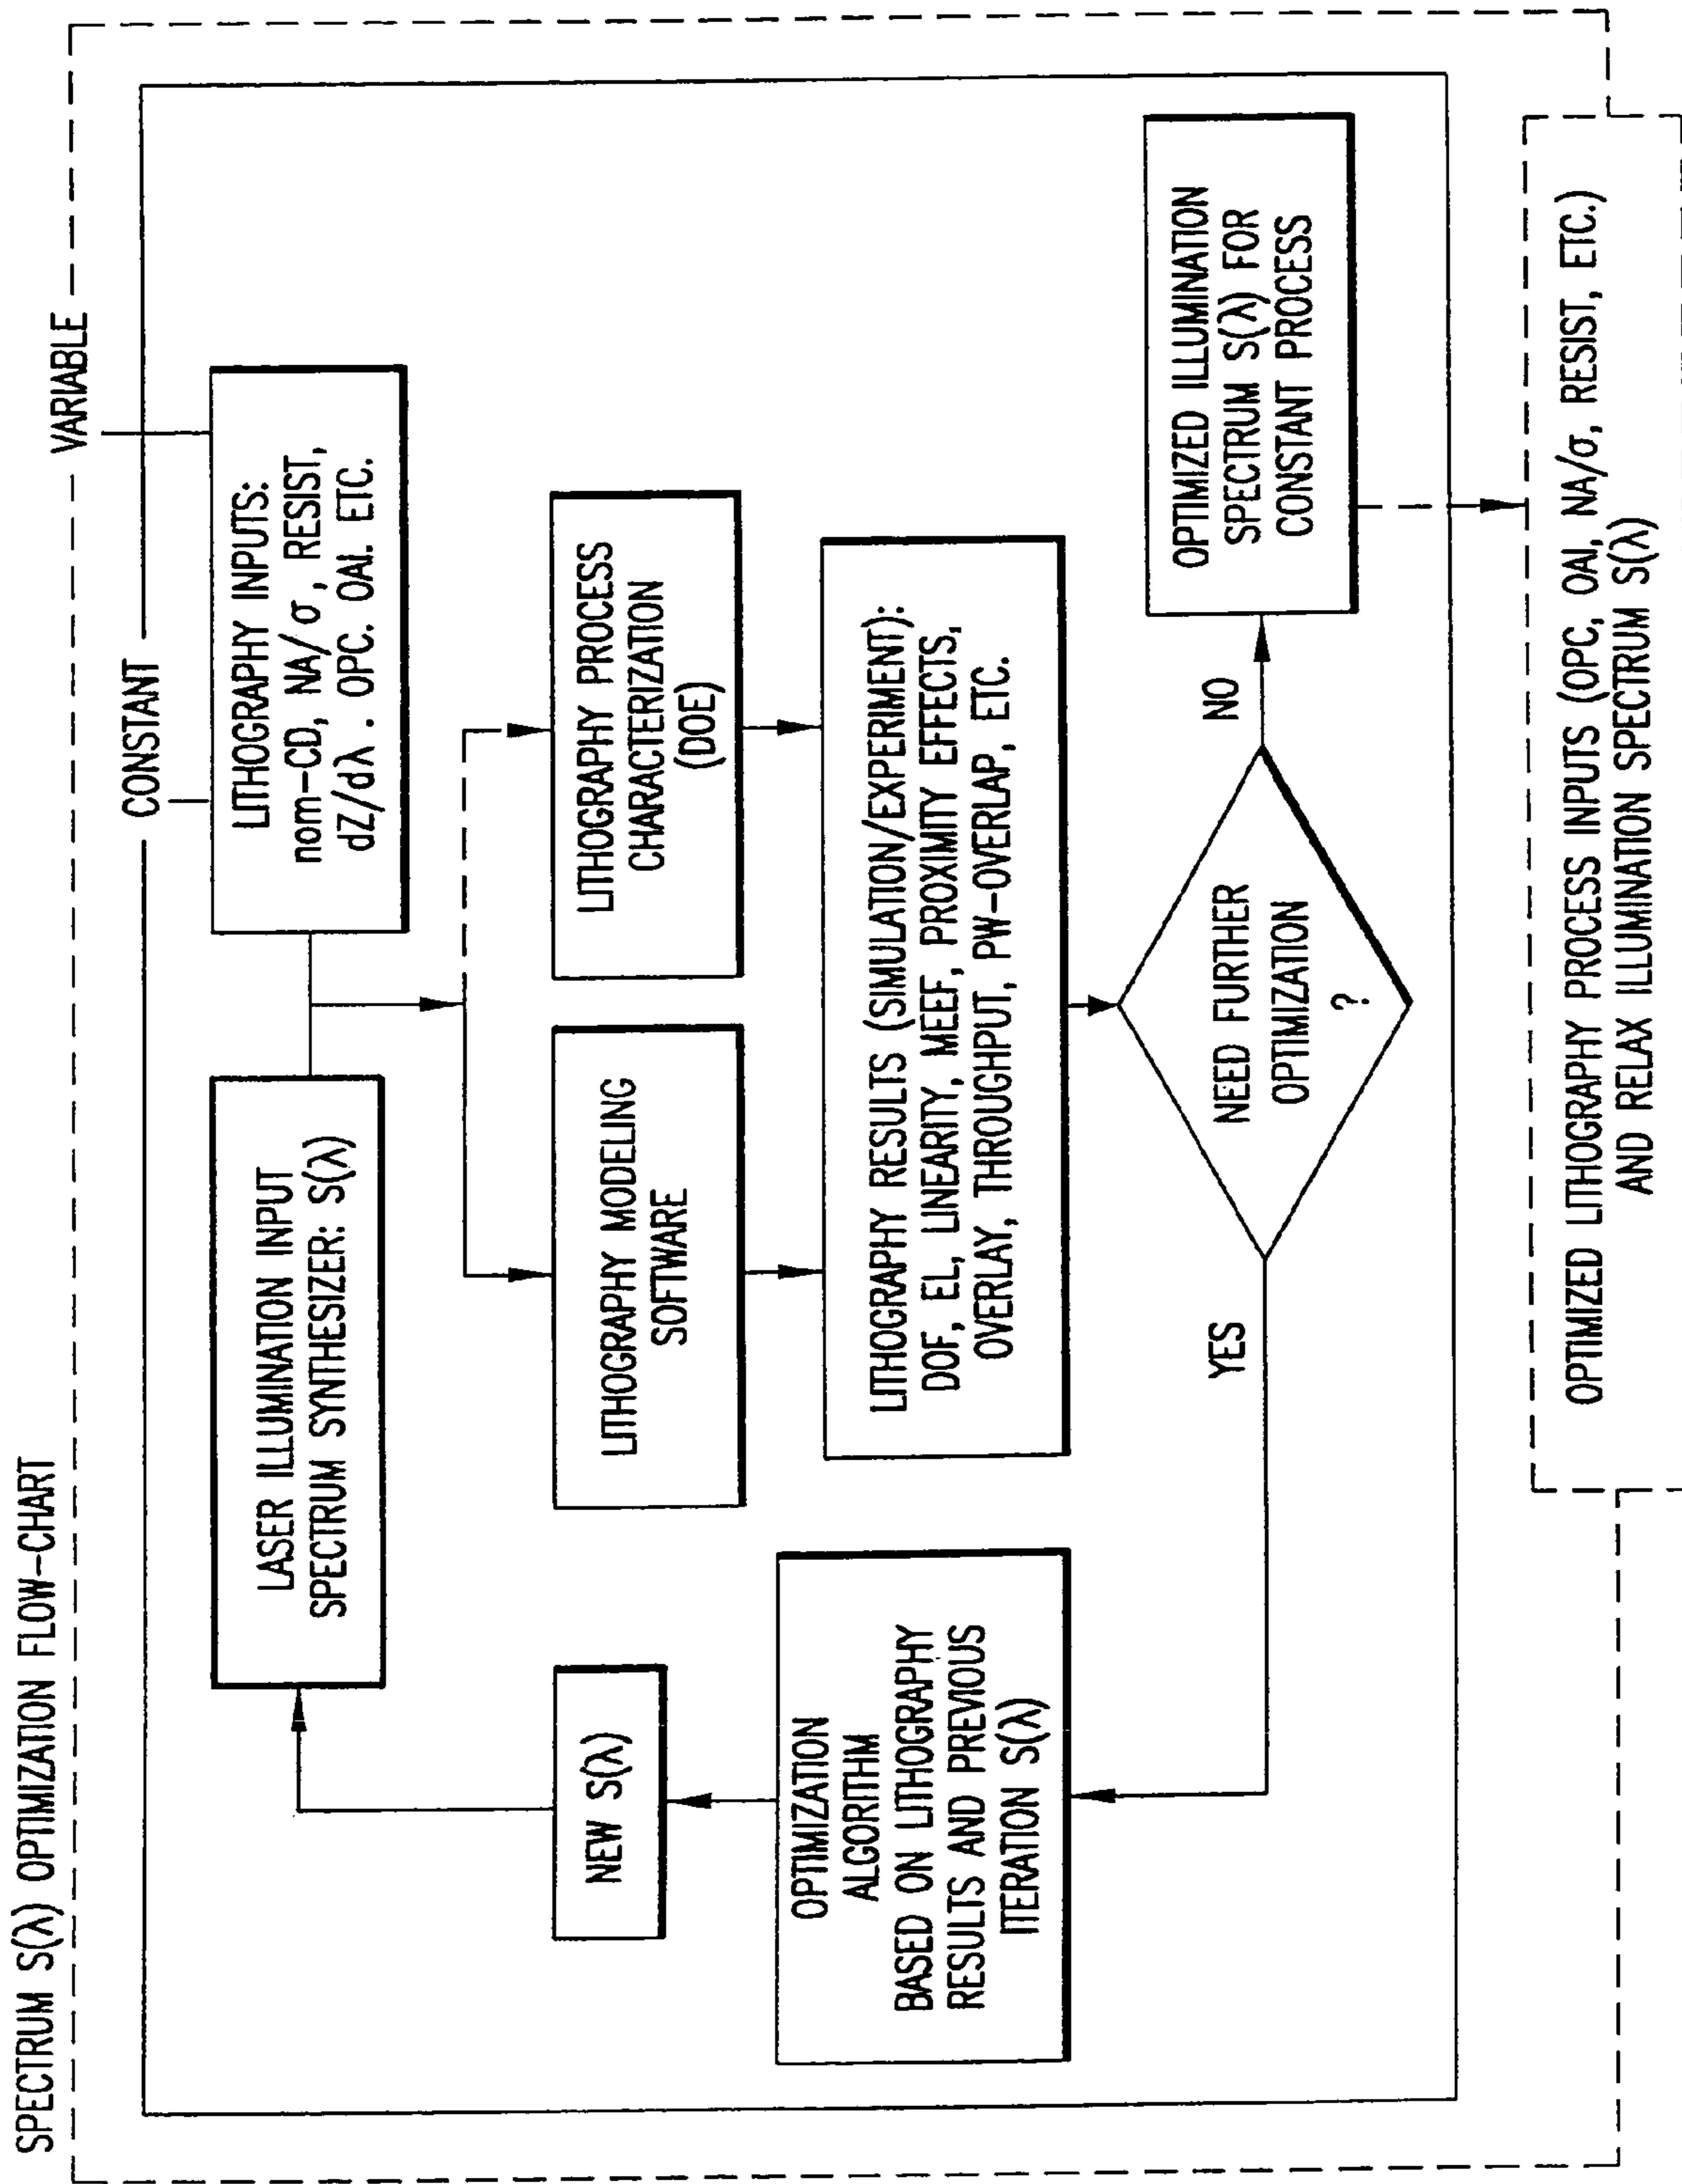 SPECTRUM S(λ) OPTIMIZATION FLOW-CHART
VARIABLE
CONSTANT
LASER ILLUMINATION INPUT
SPECTRUM SYNTHESIZER: S(λ)
LITHOGRAPHY INPUTS:
nom-CD, NA/σ, RESIST,
dZ/dλ . OPC. OAI. ETC.
NEW S(λ)
LITHOGRAPHY MODELING
SOFTWARE
LITHOGRAPHY PROCESS
CHARACTERIZATION
(DOE)
OPTIMIZATION
ALGORITHM
BASED ON LITHOGRAPHY
RESULTS AND PREVIOUS
ITERATION S(λ)
LITHOGRAPHY RESULTS (SIMULATION/EXPERIMENT):
DOF, EL, LINEARITY, MEEF, PROXIMITY EFFECTS,
OVERLAY, THROUGHPUT, PW-OVERLAP, ETC.
YES
NEED FURTHER
OPTIMIZATION
?
NO
OPTIMIZED ILLUMINATION
SPECTRUM S(λ) FOR
CONSTANT PROCESS
OPTIMIZED LITHOGRAPHY PROCESS INPUTS (OPC, OAI, NA/σ, RESIST, ETC.)
AND RELAX ILLUMINATION SPECTRUM S(λ)